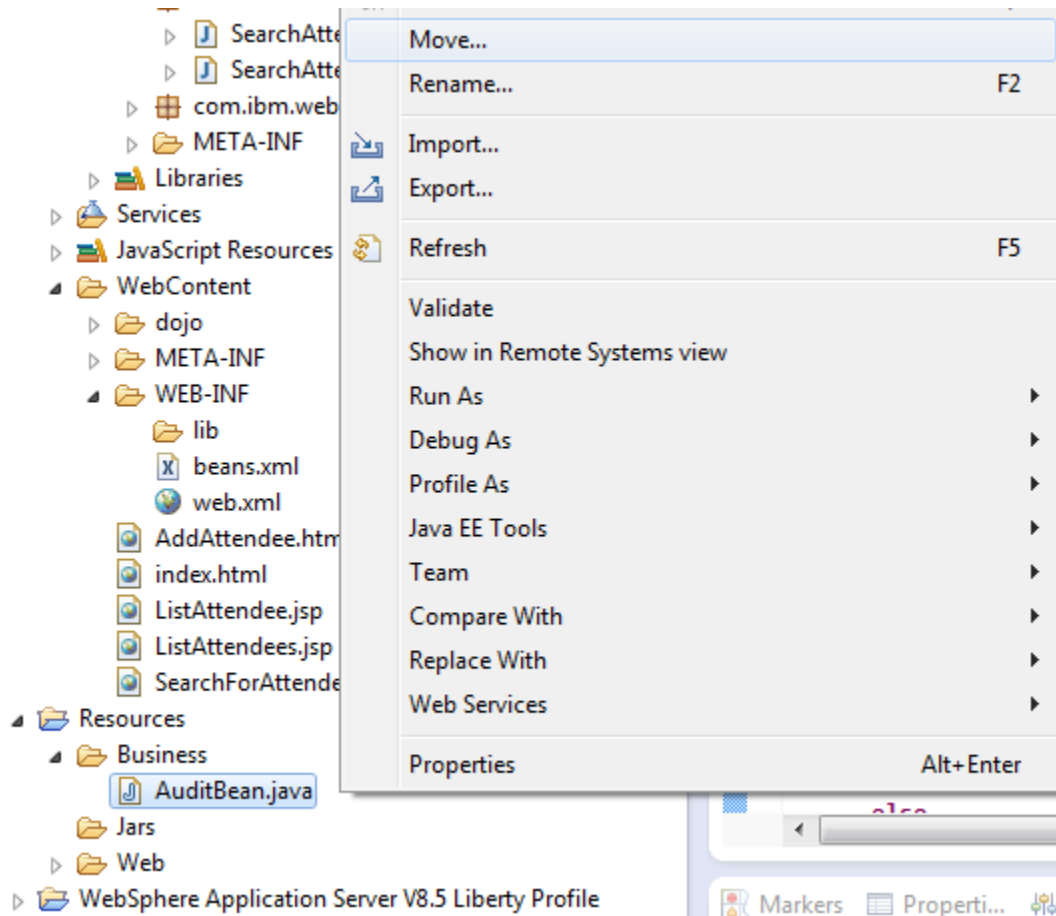 SearchAtte
SearchAtte
com.ibm.web
META-INF
Libraries
Services
JavaScript Resources
WebContent
dojo
META-INF
WEB-INF
lib
beans.xml
web.xml
AddAttendee.htm
index.html
ListAttendee.jsp
ListAttendees.jsp
SearchForAttende
Resources
Business
AuditBean.java
Jars
Web
WebSphere Application Server V8.5 Liberty Profile
Move...
Rename... F2
Import...
Export...
Refresh F5
Validate
Show in Remote Systems view
Run As
Debug As
Profile As
Java EE Tools
Team
Compare With
Replace With
Web Services
Properties Alt+Enter
else
Markers Properti...